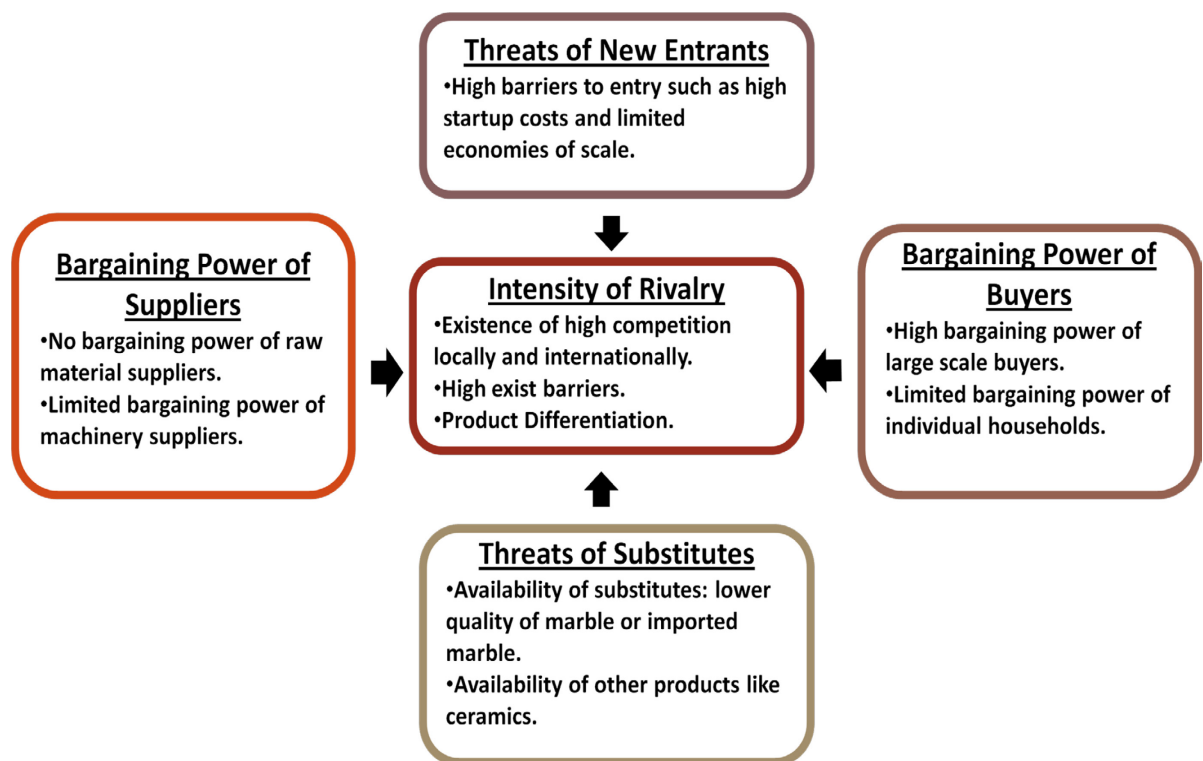 Threats of New Entrants
•High barriers to entry such as high
startup costs and limited
economies of scale.
Bargaining Power of
Suppliers
•No bargaining power of raw
material suppliers.
•Limited bargaining power of
machinery suppliers.
Intensity of Rivalry
•Existence of high competition
locally and internationally.
•High exist barriers.
•Product Differentiation.
Bargaining Power of
Buyers
•High bargaining power of
large scale buyers.
•Limited bargaining power of
individual households.
Threats of Substitutes
•Availability of substitutes: lower
quality of marble or imported
marble.
•Availability of other products like
ceramics.